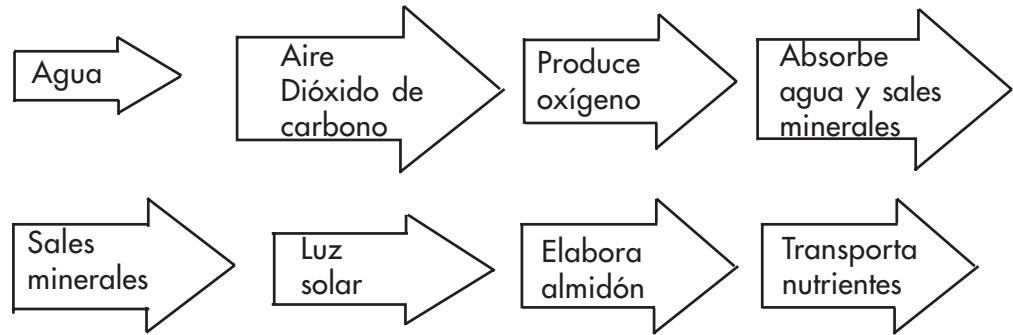 Agua
Aire
Dióxido de
carbono
Produce
oxígeno
Absorbe
agua y sales
minerales
Sales
minerales
Luz
solar
Elabora
almidón
Transporta
nutrientes